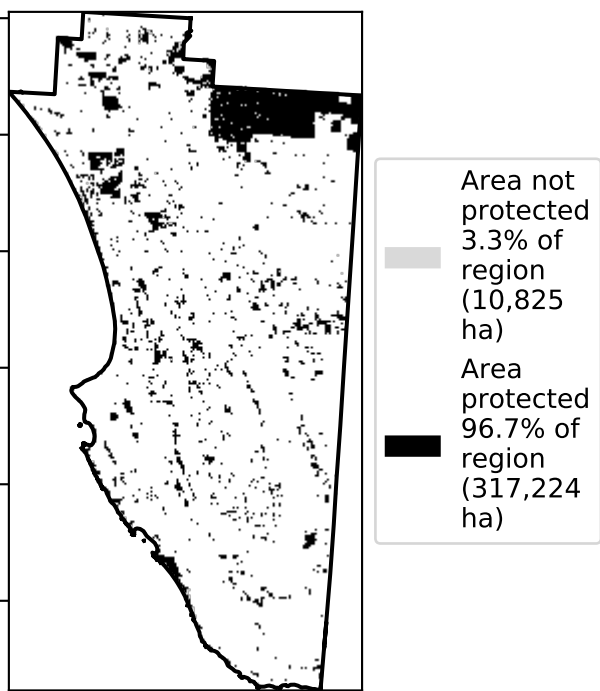 Area not
protected
3.3% of
region
(10,825
ha)
Area
protected
96.7% of
region
(317,224
ha)